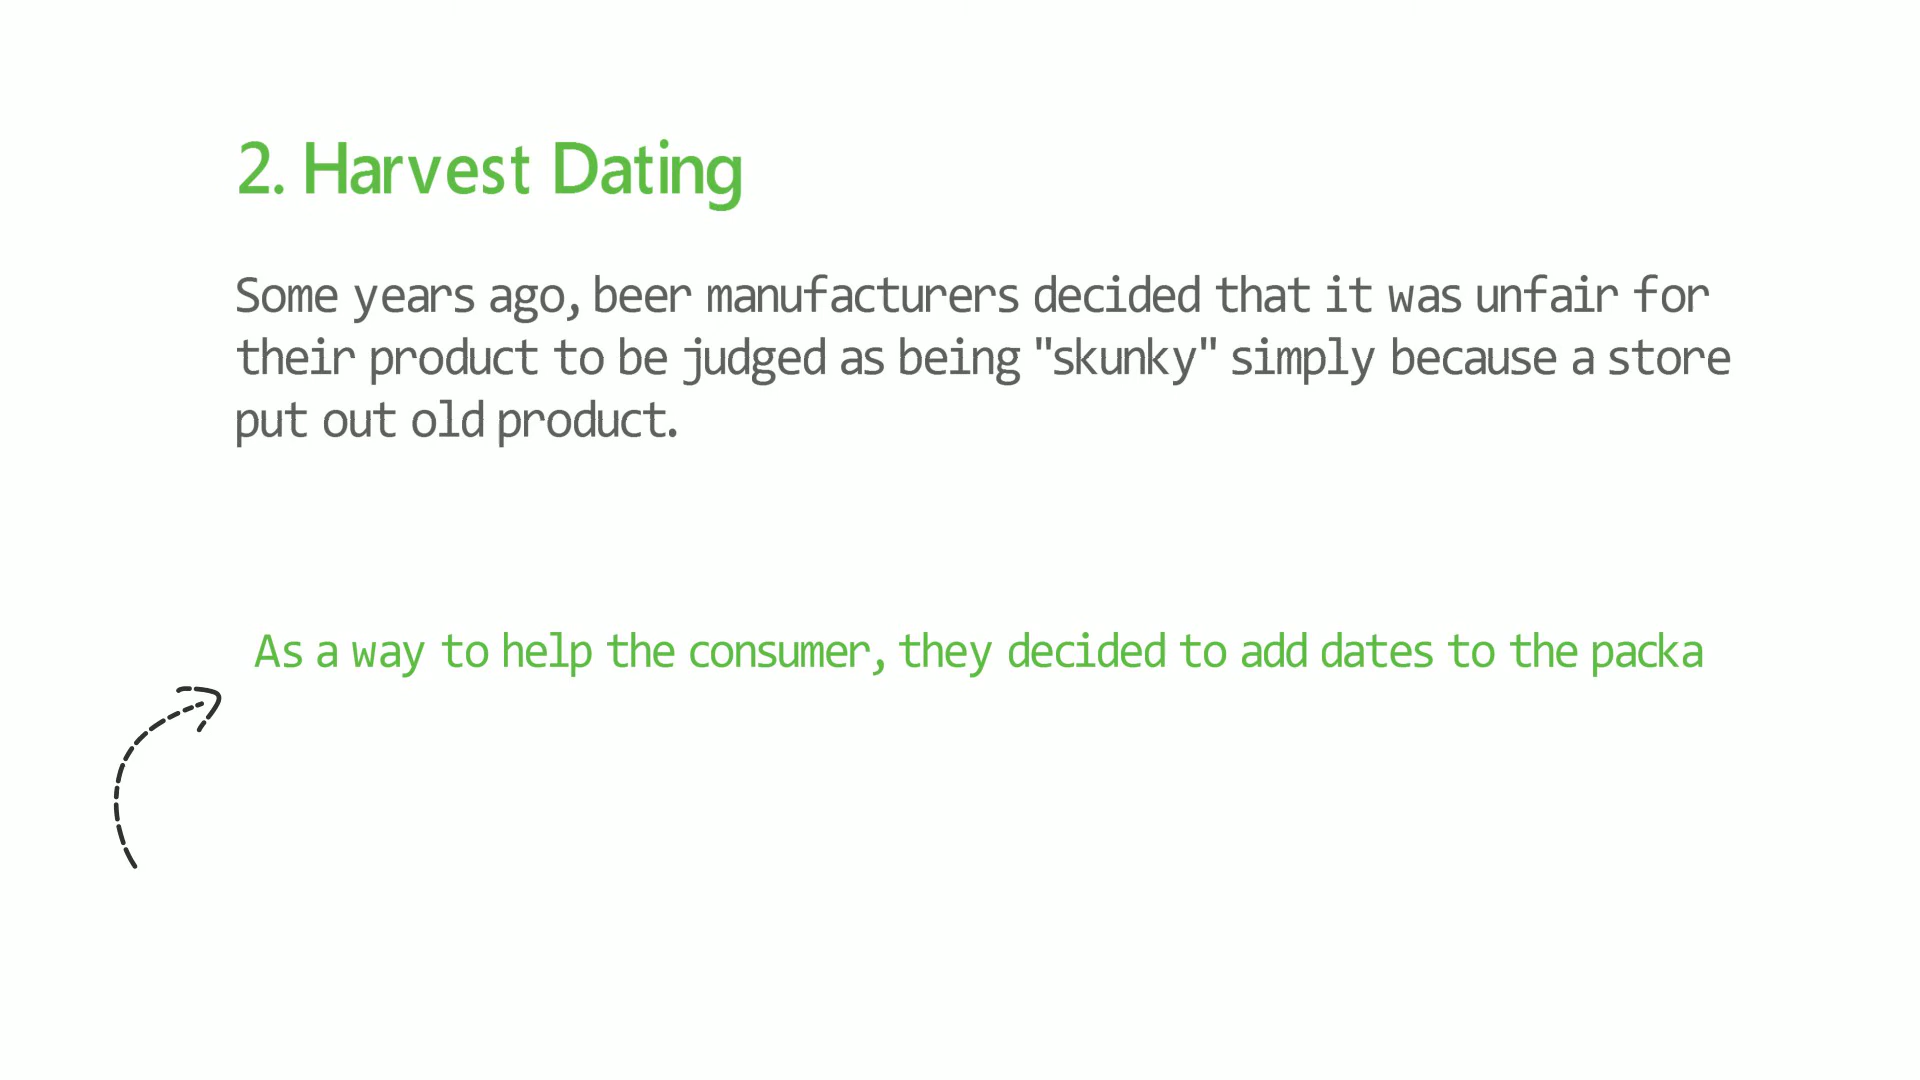 2. Harvest Dating
Some years ago, beer manufacturers decided that it was unfair for
their product to be judged as being "skunky" simply because a store
put out old product.
As a way to help the consumer, they decided to add dates to the packa